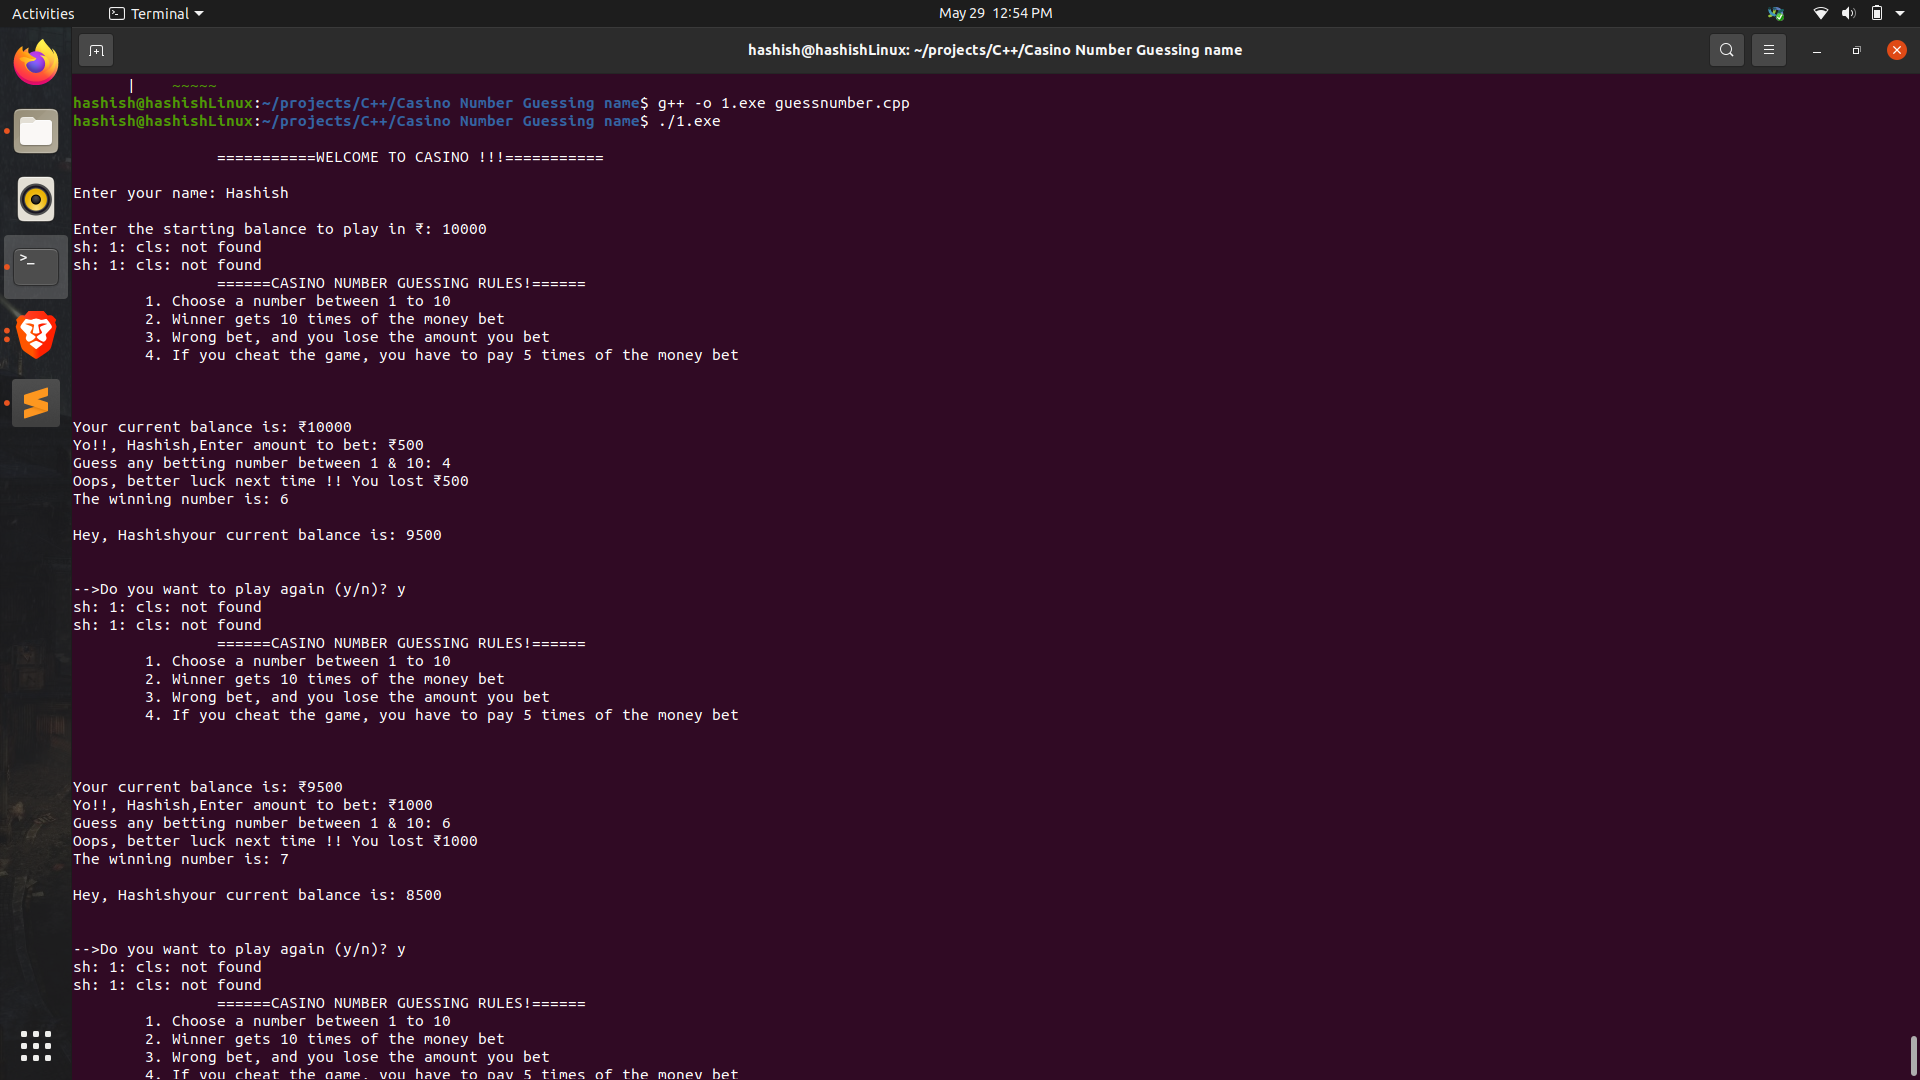 Activities Terminal May 29 12:54 PM
hashish@hashishLinux: ~/projects/C++/Casino Number Guessing name
| ~~~~~
hashish@hashishLinux:~/projects/C++/Casino Number Guessing name$ g++ -o 1.exe guessnumber.cpp
hashish@hashishLinux:~/projects/C++/Casino Number Guessing name$ ./1.exe
===========WELCOME TO CASINO !!!===========
Enter your name: Hashish
Enter the starting balance to play in ₹: 10000
sh: 1: cls: not found
sh: 1: cls: not found
======CASINO NUMBER GUESSING RULES!======
1. Choose a number between 1 to 10
2. Winner gets 10 times of the money bet
3. Wrong bet, and you lose the amount you bet
4. If you cheat the game, you have to pay 5 times of the money bet
Your current balance is: ₹10000
Yo!!, Hashish,Enter amount to bet: ₹500
Guess any betting number between 1 & 10: 4
Oops, better luck next time !! You lost ₹500
The winning number is: 6
Hey, Hashishyour current balance is: 9500
-->Do you want to play again (y/n)? y
sh: 1: cls: not found
sh: 1: cls: not found
======CASINO NUMBER GUESSING RULES!======
1. Choose a number between 1 to 10
2. Winner gets 10 times of the money bet
3. Wrong bet, and you lose the amount you bet
4. If you cheat the game, you have to pay 5 times of the money bet
Your current balance is: ₹9500
Yo!!, Hashish,Enter amount to bet: ₹1000
Guess any betting number between 1 & 10: 6
Oops, better luck next time !! You lost ₹1000
The winning number is: 7
Hey, Hashishyour current balance is: 8500
-->Do you want to play again (y/n)? y
sh: 1: cls: not found
sh: 1: cls: not found
======CASINO NUMBER GUESSING RULES!======
1. Choose a number between 1 to 10
2. Winner gets 10 times of the money bet
3. Wrong bet, and you lose the amount you bet
4. If you cheat the game, you have to pay 5 times of the money bet